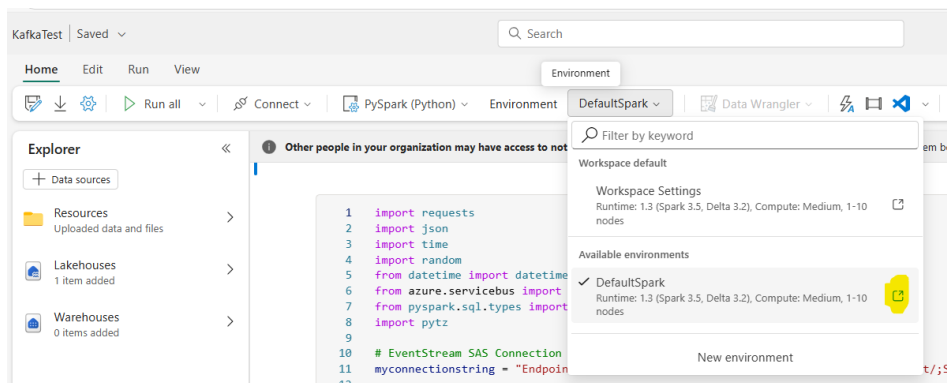 KafkaTest
Saved
Search
Home
Edit
Run
View
Environment
Run all
Connect
PySpark (Python)
Environment
DefaultSpark
Data Wrangler
Explorer
Data sources
Resources
Uploaded data and files
Lakehouses
1 item added
Warehouses
0 items added
Other people in your organization may have access to not
em be
Filter by keyword
Workspace default
Workspace Settings
Runtime: 1.3 (Spark 3.5, Delta 3.2), Compute: Medium, 1-10
nodes
Available environments
DefaultSpark
Runtime: 1.3 (Spark 3.5, Delta 3.2), Compute: Medium, 1-10
nodes
New environment
1 import requests
2 import json
3 import time
4 import random
5 from datetime import datetime
6 from azure.servicebus import
7 from pyspark.sql.types import
8 import pytz
9
10 # EventStream SAS Connection
11 myconnectionstring = "Endpoin
t/;S